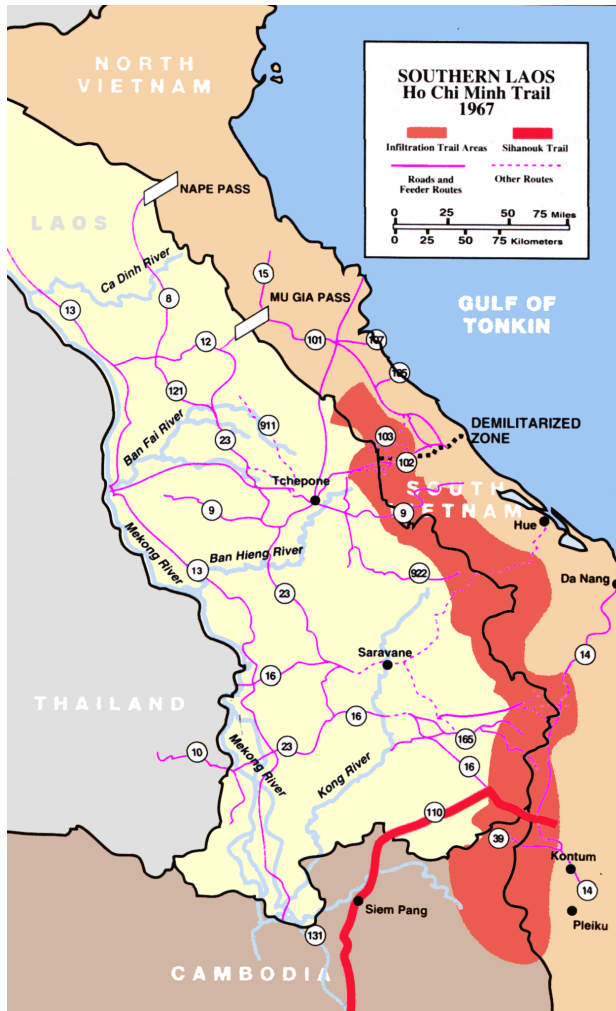 NORTH
VIETNAM
SOUTHERN LAOS
Ho Chi Minh Trail
1967
Infiltration Trail Areas
Sihanouk Trail
Roads and
Feeder Routes
Other Routes
0 25 50 75 Miles
0 25 50 75 Kilometers
NAPE PASS
LAOS
Ca Dinh River
15
8
13
MU GIA PASS
GULF OF
TONKIN
12
101
107
105
121
911
Ban Fai River
23
103
DEMILITARIZED
ZONE
102
Tchepone
SOUTH
VIETNAM
9
9
Hue
Mekong River
Ban Hieng River
13
922
Da Nang
23
Saravane
14
16
THAILAND
16
165
10
23
Mekong River
Kong River
16
110
39
Kontum
14
Siem Pang
Pleiku
131
CAMBODIA